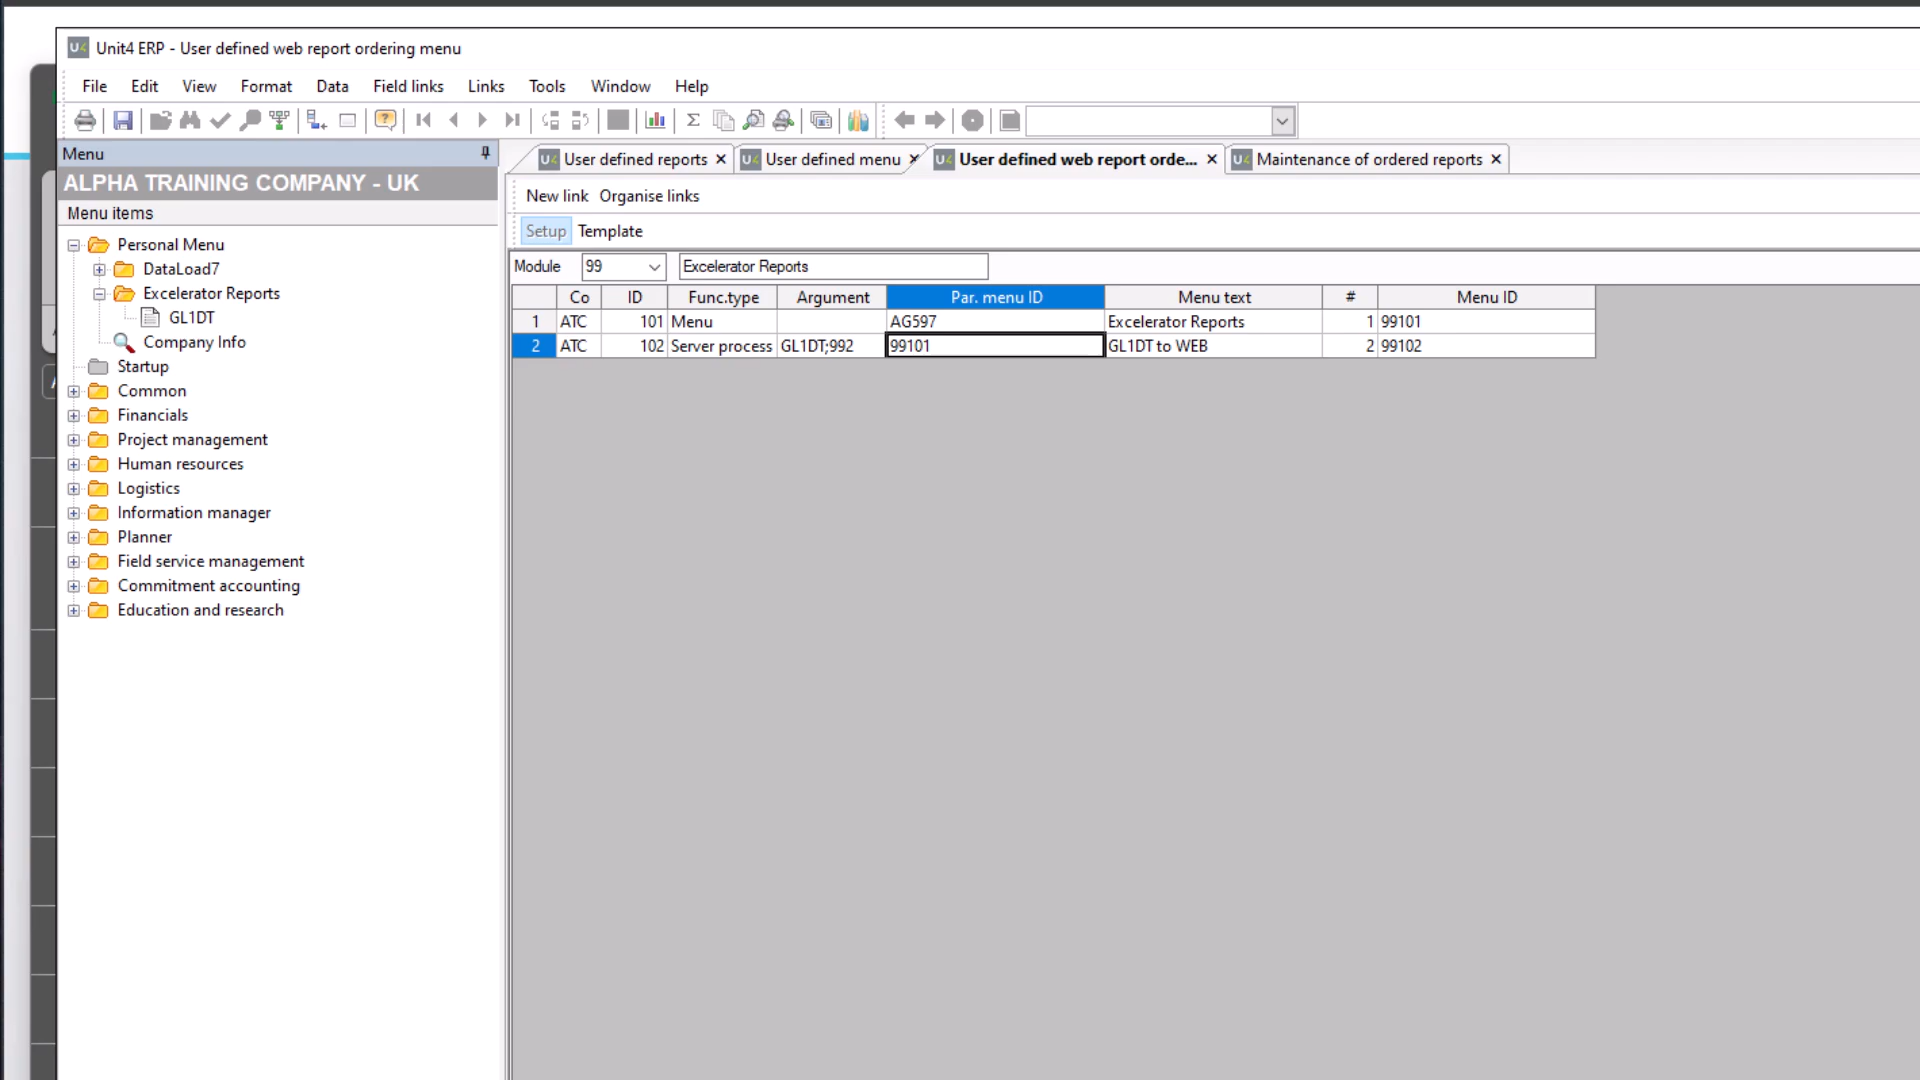 Unit4 ERP - User defined web report ordering menu
File Edit View Format Data Field links Links Tools Window Help
Menu
ALPHA TRAINING COMPANY - UK
Menu items
Personal Menu
DataLoad7
Excelerator Reports
GL1DT
Company Info
Startup
Common
Financials
Project management
Human resources
Logistics
Information manager
Planner
Field service management
Commitment accounting
Education and research
User defined reports User defined menu User defined web report orde... Maintenance of ordered reports
New link Organise links
Setup Template
Module 99 Excelerator Reports
Co ID Func.type Argument Par. menu ID Menu text # Menu ID
1 ATC 101 Menu AG597 Excelerator Reports 1 99101
2 ATC 102 Server process GL1DT;992 99101 GL1DT to WEB 2 99102